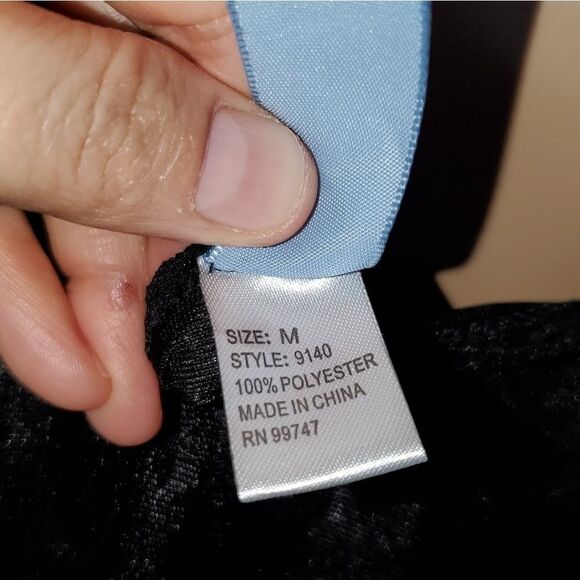 SIZE: M
STYLE: 9140
100% POLYESTER
MADE IN CHINA
RN 99747